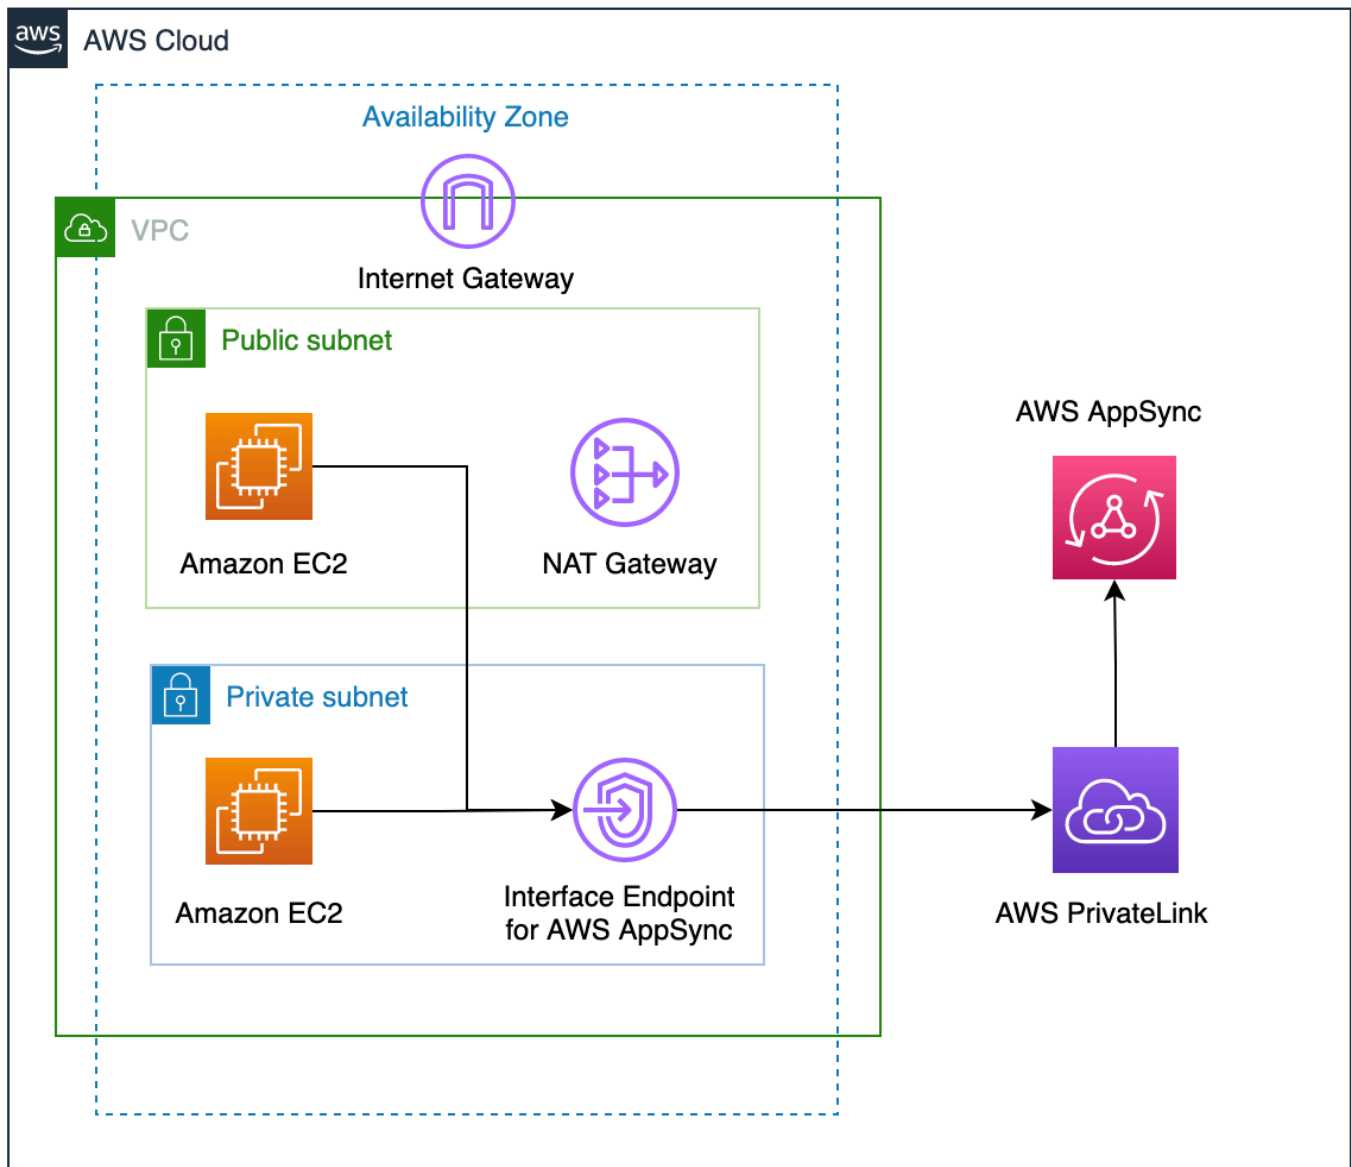 aws
AWS Cloud
Availability Zone
VPC
Internet Gateway
Public subnet
AWS AppSync
Amazon EC2
NAT Gateway
Private subnet
Amazon EC2
Interface Endpoint
for AWS AppSync
AWS PrivateLink